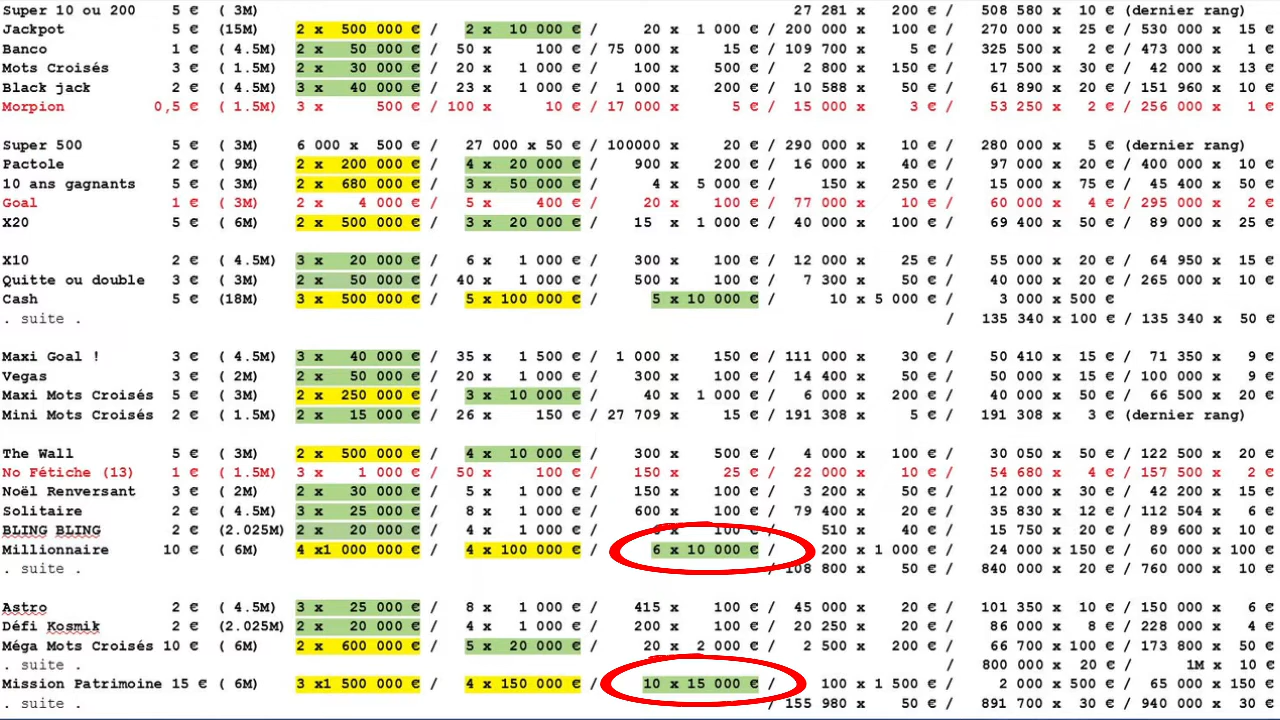 Super 10 ou 200 5 € ( 3M) 27 281 x 200 € / 508 580 x 10 € (dernier rang)
Jackpot 5 € (15M) 2 x 500 000 € / 2 x 10 000 € / 20 x 1 000 € / 200 000 x 100 € / 270 000 x 25 € / 530 000 x 15 €
Banco 1 € ( 4.5M) 2 x 50 000 € / 50 x 100 € / 75 000 x 15 € / 109 700 x 5 € / 325 500 x 2 € / 473 000 x 1 €
Mots Croisés 3 € ( 1.5M) 2 x 30 000 € / 20 x 1 000 € / 100 x 500 € / 2 800 x 150 € / 17 500 x 30 € / 42 000 x 13 €
Black jack 2 € ( 4.5M) 3 x 40 000 € / 23 x 1 000 € / 1 000 x 200 € / 10 588 x 50 € / 61 890 x 20 € / 151 960 x 10 €
Morpion 0,5 € ( 1.5M) 3 x 500 € / 100 x 10 € / 17 000 x 5 € / 15 000 x 3 € / 53 250 x 2 € / 256 000 x 1 €
Super 500 5 € ( 3M) 6 000 x 500 € / 27 000 x 50 € / 100000 x 20 € / 290 000 x 10 € / 280 000 x 5 € (dernier rang)
Pactole 2 € ( 9M) 2 x 200 000 € / 4 x 20 000 € / 900 x 200 € / 16 000 x 40 € / 97 000 x 20 € / 400 000 x 10 €
10 ans gagnants 5 € ( 3M) 2 x 680 000 € / 3 x 50 000 € / 4 x 5 000 € / 150 x 250 € / 15 000 x 75 € / 45 400 x 50 €
Goal 1 € ( 3M) 2 x 4 000 € / 5 x 400 € / 20 x 100 € / 77 000 x 10 € / 60 000 x 4 € / 295 000 x 2 €
X20 5 € ( 6M) 2 x 500 000 € / 3 x 20 000 € / 15 x 1 000 € / 40 000 x 100 € / 69 400 x 50 € / 89 000 x 25 €
X10 2 € ( 4.5M) 3 x 20 000 € / 6 x 1 000 € / 300 x 100 € / 12 000 x 25 € / 55 000 x 20 € / 64 950 x 15 €
Quitte ou double 3 € ( 3M) 2 x 50 000 € / 40 x 1 000 € / 500 x 100 € / 7 300 x 50 € / 40 000 x 20 € / 265 000 x 10 €
Cash 5 € (18M) 3 x 500 000 € / 5 x 100 000 € / 5 x 10 000 € / 10 x 5 000 € / 3 000 x 500 €
. suite . / 135 340 x 100 € / 135 340 x 50 €
Maxi Goal ! 3 € ( 4.5M) 3 x 40 000 € / 35 x 1 500 € / 1 000 x 150 € / 111 000 x 30 € / 50 410 x 15 € / 71 350 x 9 €
Vegas 3 € ( 2M) 2 x 50 000 € / 20 x 1 000 € / 300 x 100 € / 14 400 x 50 € / 50 000 x 15 € / 100 000 x 9 €
Maxi Mots Croisés 5 € ( 3M) 2 x 250 000 € / 3 x 10 000 € / 40 x 1 000 € / 6 000 x 200 € / 40 000 x 50 € / 66 500 x 20 €
Mini Mots Croisés 2 € ( 1.5M) 2 x 15 000 € / 26 x 150 € / 27 709 x 15 € / 191 308 x 5 € / 191 308 x 3 € (dernier rang)
The Wall 5 € ( 3M) 2 x 500 000 € / 4 x 10 000 € / 300 x 500 € / 4 000 x 100 € / 30 050 x 50 € / 122 500 x 20 €
No Fétiche (13) 1 € ( 1.5M) 3 x 1 000 € / 50 x 100 € / 150 x 25 € / 22 000 x 10 € / 54 680 x 4 € / 157 500 x 2 €
Noël Renversant 3 € ( 2M) 2 x 30 000 € / 5 x 1 000 € / 150 x 100 € / 3 200 x 50 € / 12 000 x 30 € / 42 200 x 15 €
Solitaire 2 € ( 4.5M) 3 x 25 000 € / 8 x 1 000 € / 600 x 100 € / 79 400 x 20 € / 35 830 x 12 € / 112 504 x 6 €
BLING BLING 2 € (2.025M) 2 x 20 000 € / 4 x 1 000 € / x 100 / 510 x 40 € / 15 750 x 20 € / 89 600 x 10 €
Millionnaire 10 € ( 6M) 4 x1 000 000 € / 4 x 100 000 € / 6 x 10 000 € / 200 x 1 000 € / 24 000 x 150 € / 60 000 x 100 €
. suite . / 108 800 x 50 € / 840 000 x 20 € / 760 000 x 10 €
Astro 2 € ( 4.5M) 3 x 25 000 € / 8 x 1 000 € / 415 x 100 € / 45 000 x 20 € / 101 350 x 10 € / 150 000 x 6 €
Défi Kosmik 2 € (2.025M) 2 x 20 000 € / 4 x 1 000 € / 200 x 100 € / 20 250 x 20 € / 86 000 x 8 € / 228 000 x 4 €
Méga Mots Croisés 10 € ( 6M) 2 x 600 000 € / 5 x 20 000 € / 20 x 2 000 € / 2 500 x 200 € / 66 700 x 100 € / 173 800 x 50 €
. suite . / 800 000 x 20 € / 1M x 10 €
Mission Patrimoine 15 € ( 6M) 3 x1 500 000 € / 4 x 150 000 € / 10 x 15 000 € / 100 x 1 500 € / 2 000 x 500 € / 65 000 x 150 €
. suite . / 155 980 x 50 € / 891 700 x 30 € / 940 000 x 30 €